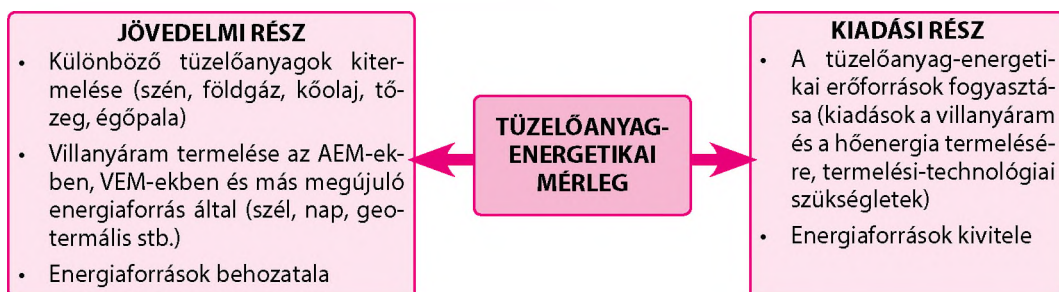 JÖVEDELMI RÉSZ
• Különböző tüzelőanyagok kiter-
melése (szén, földgáz, kőolaj, tő-
zeg, égőpala)
• Villanyáram termelése az AEM-ek-
ben, VEM-ekben és más megújuló
energiaforrás által (szél, nap, geo-
termális stb.)
• Energiaforrások behozatala
TÜZELŐANYAG-
ENERGETIKAI
MÉRLEG
KIADÁSI RÉSZ
• A tüzelőanyag-energeti-
kai erőforrások fogyasztá-
sa (kiadások a villanyáram
és a hőenergia termelésé-
re, termelési-technológiai
szükségletek)
• Energiaforrások kivitele